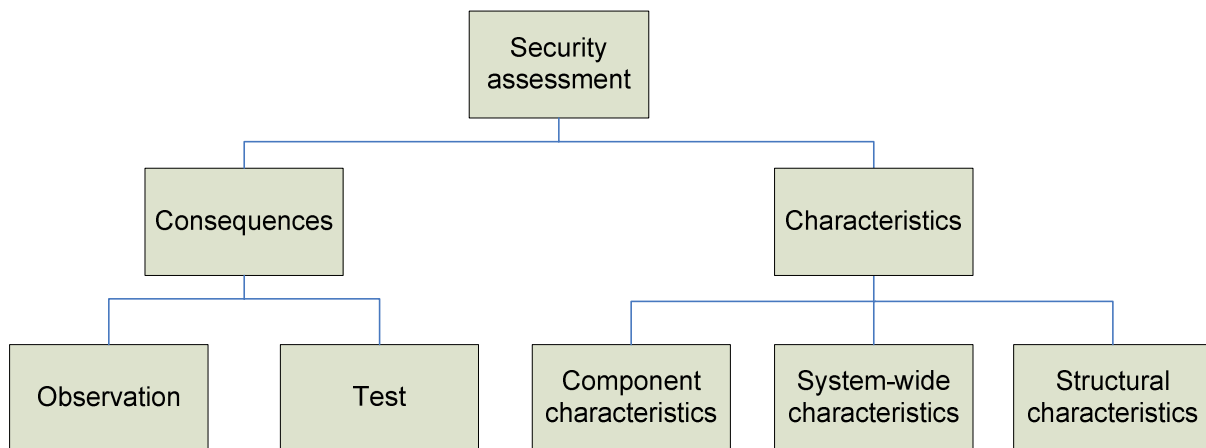 Security
assessment
Consequences
Characteristics
Observation
Test
Component
characteristics
System-wide
characteristics
Structural
characteristics